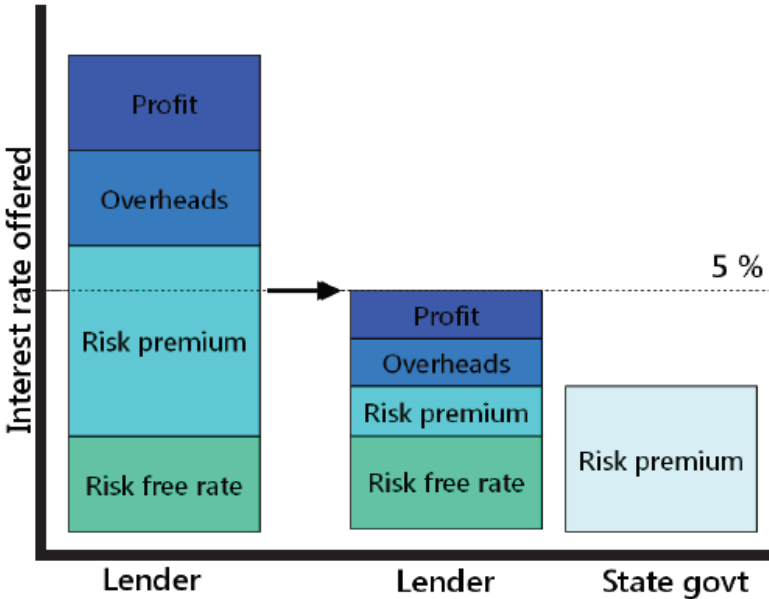 Interest rate offered
Profit
Overheads
Risk premium
Risk free rate
Lender
Profit
Overheads
Risk premium
Risk free rate
Lender
5 %
Risk premium
State govt